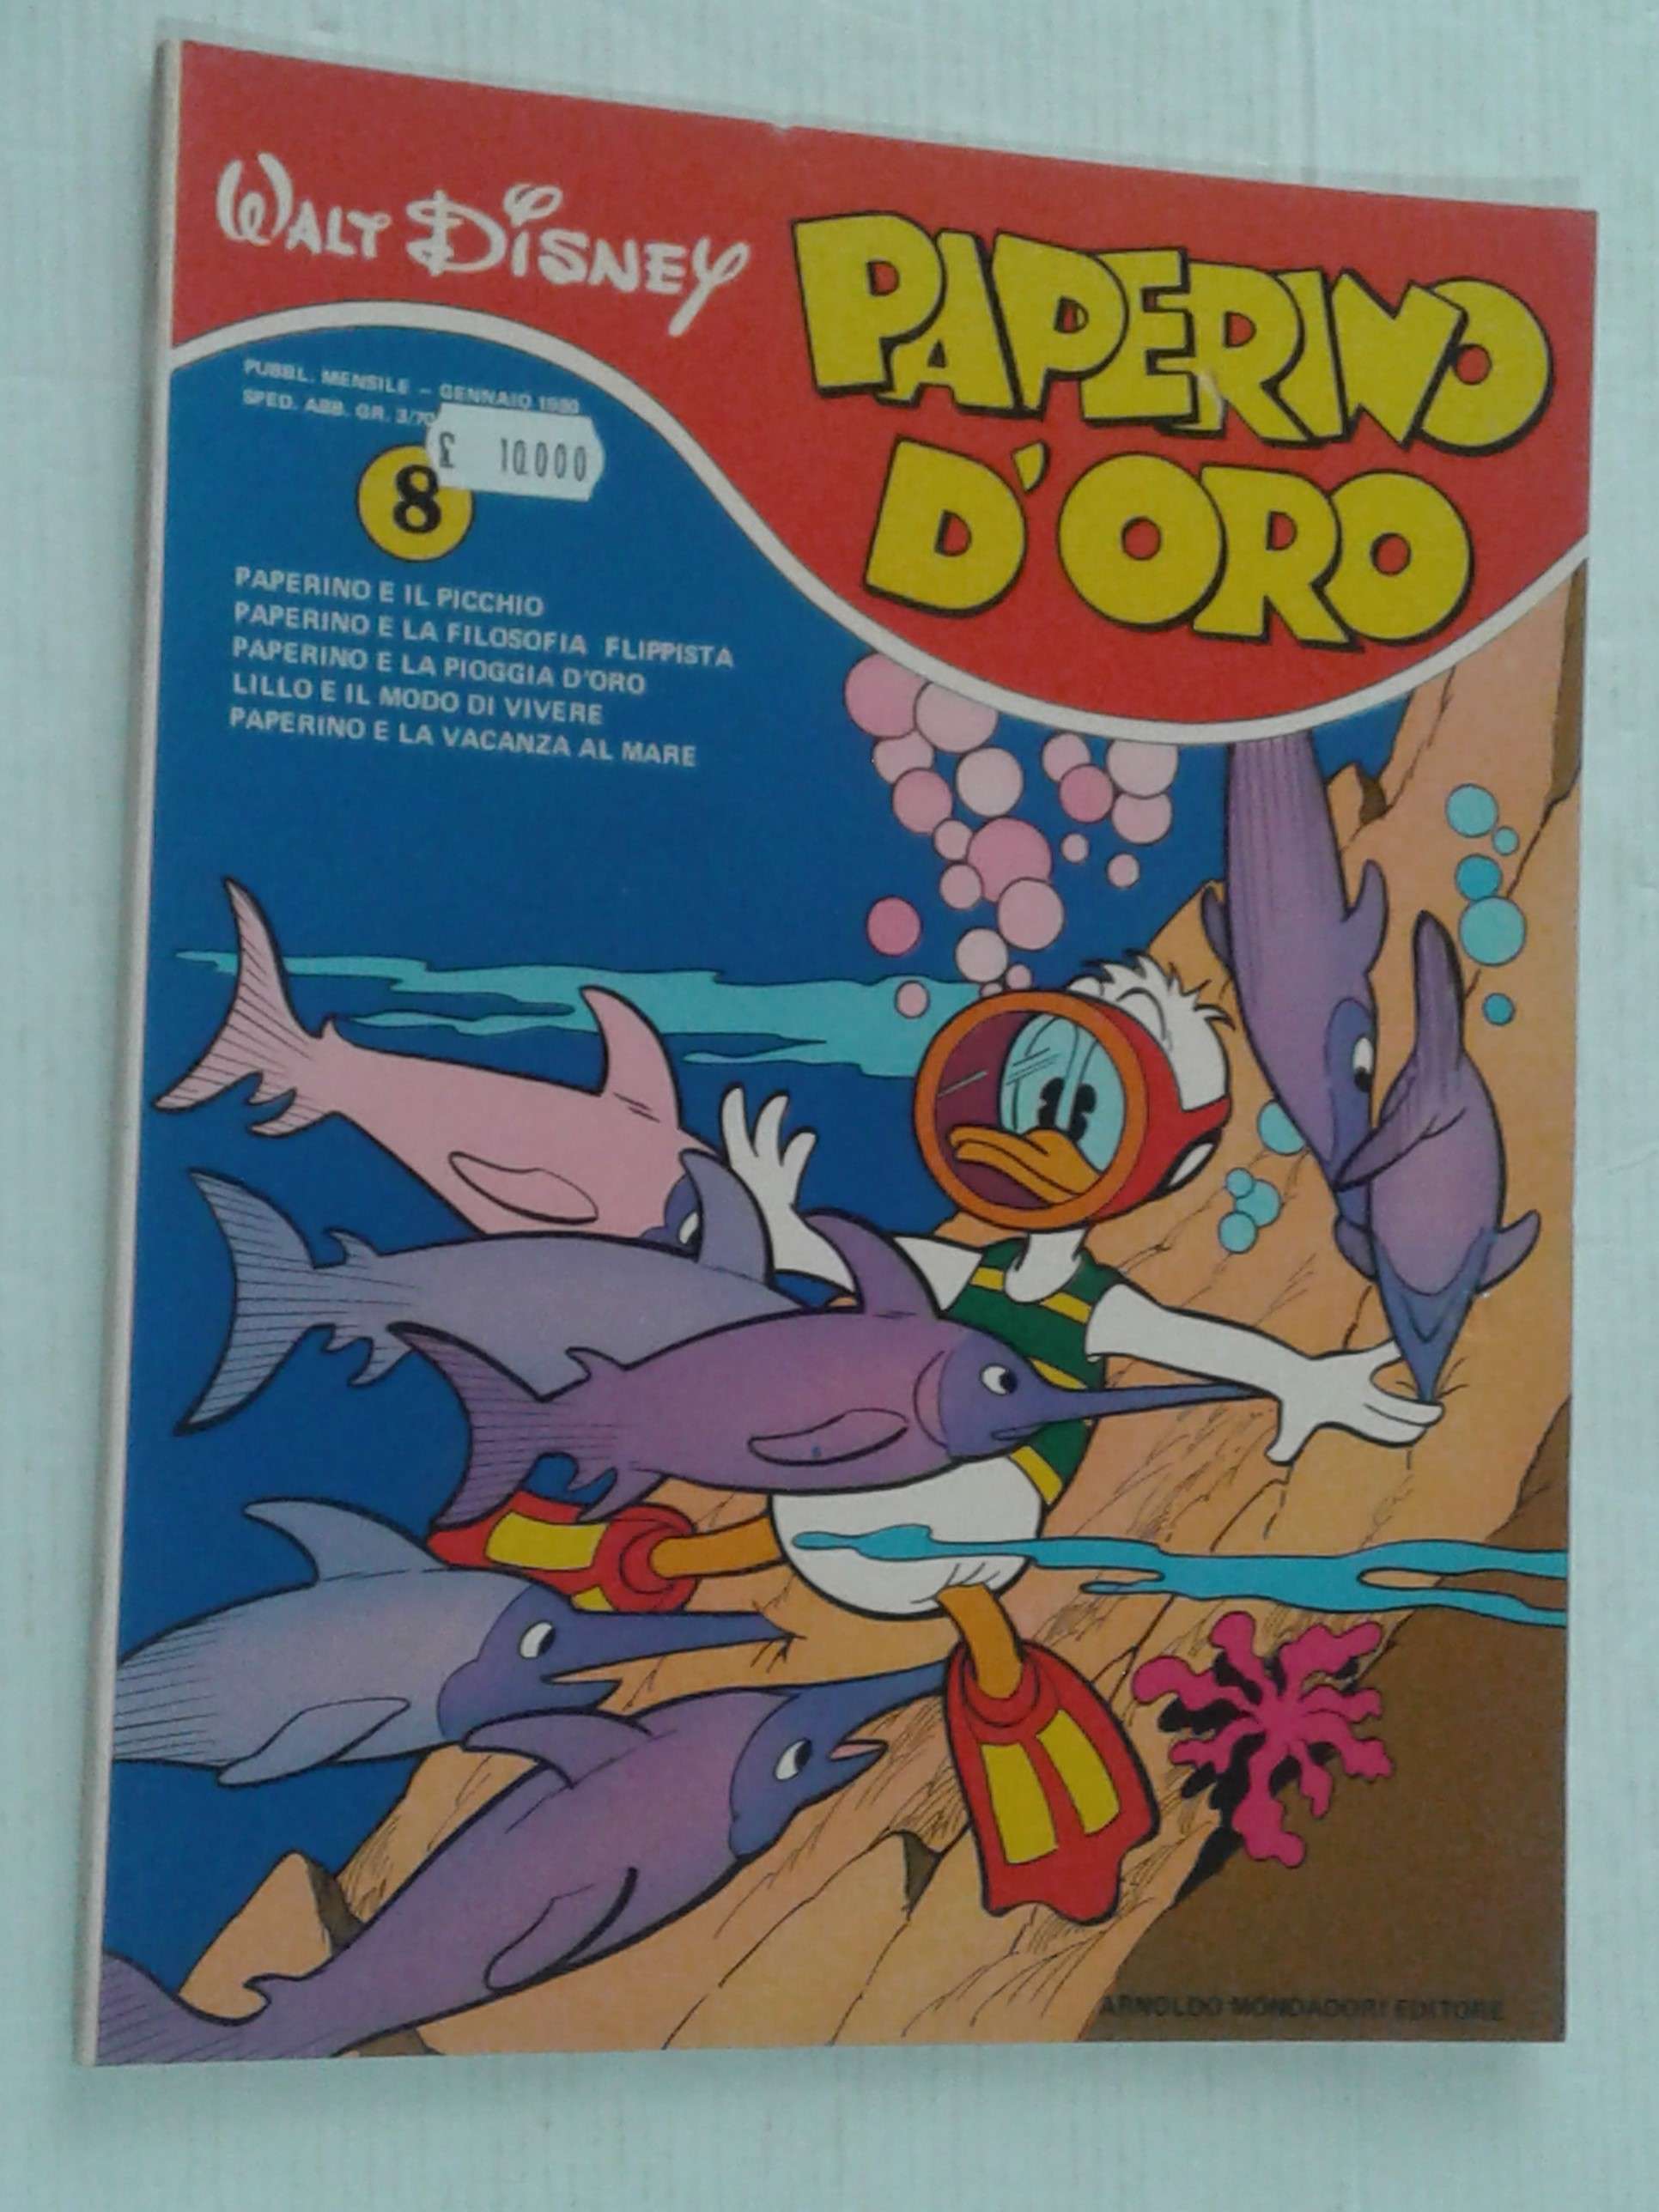 WALT DISNEY
PAPERINO
D'ORO
PUBBL. MENSILE - GENNAIO 1980
SPED. ABB. GR. 3/70
£ 10000
8
PAPERINO E IL PICCHIO
PAPERINO E LA FILOSOFIA FLIPPISTA
PAPERINO E LA PIOGGIA D'ORO
LILLO E IL MODO DI VIVERE
PAPERINO E LA VACANZA AL MARE
ARNOLDO MONDADORI EDITORE